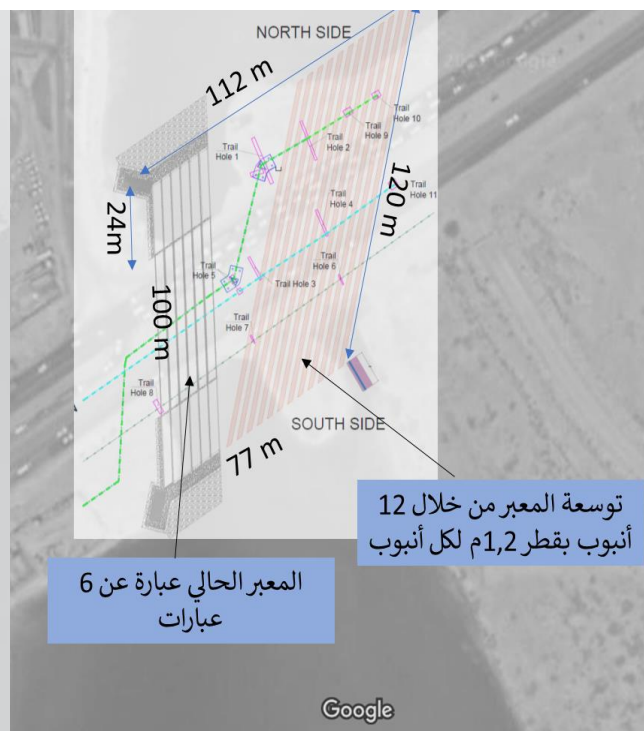 NORTH SIDE
112 m
Trail
Hole 10
Trail
Hole 9
Trail
Hole 1
Trail
Hole 2
Trail
Hole 11
120 m
24m
Trail
Hole 4
Trail
Hole 5
Trail
Hole 6
Trail Hole 3
100 m
Trail
Hole 7
Trail
Hole 8
SOUTH SIDE
77 m
توسعة المعبر من خلال 12
أنبوب بقطر 1,2م لكل أنبوب
المعبر الحالي عبارة عن 6
عبارات
Google